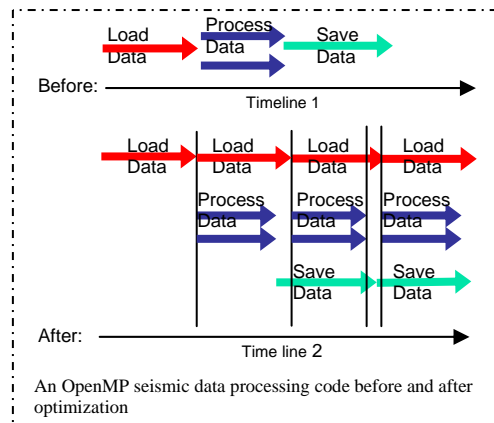 Load Data
Process Data
Save Data
Before:
Timeline 1
Load Data
Load Data
Load Data
Load Data
Process Data
Process Data
Process Data
Save Data
Save Data
After:
Time line 2
An OpenMP seismic data processing code before and after
optimization